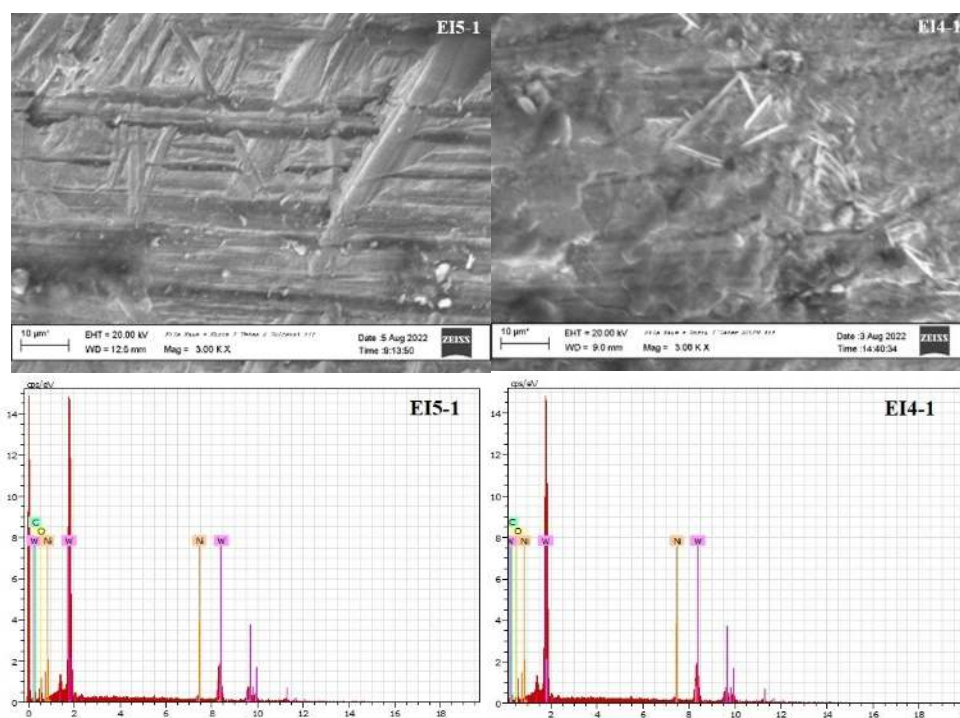 EI5-1
EI4-1
10 µm*
EHT = 20.00 kV
WD = 12.5 mm Mag = 3.00 K X
Date :5 Aug 2022
Time :9:13:50
ZEISS
10 µm*
EHT = 20.00 kV
WD = 9.0 mm Mag = 3.00 K X
Date :3 Aug 2022
Time :14:40:34
ZEISS
cps/eV
EI5-1
14
12
10
8
6
4
2
0
C
O
W Ni W Ni W
0 2 4 6 8 10 12 14 16 18
cps/eV
EI4-1
14
12
10
8
6
4
2
0
C
O
Ni W Ni W
2 4 6 8 10 12 14 16 18